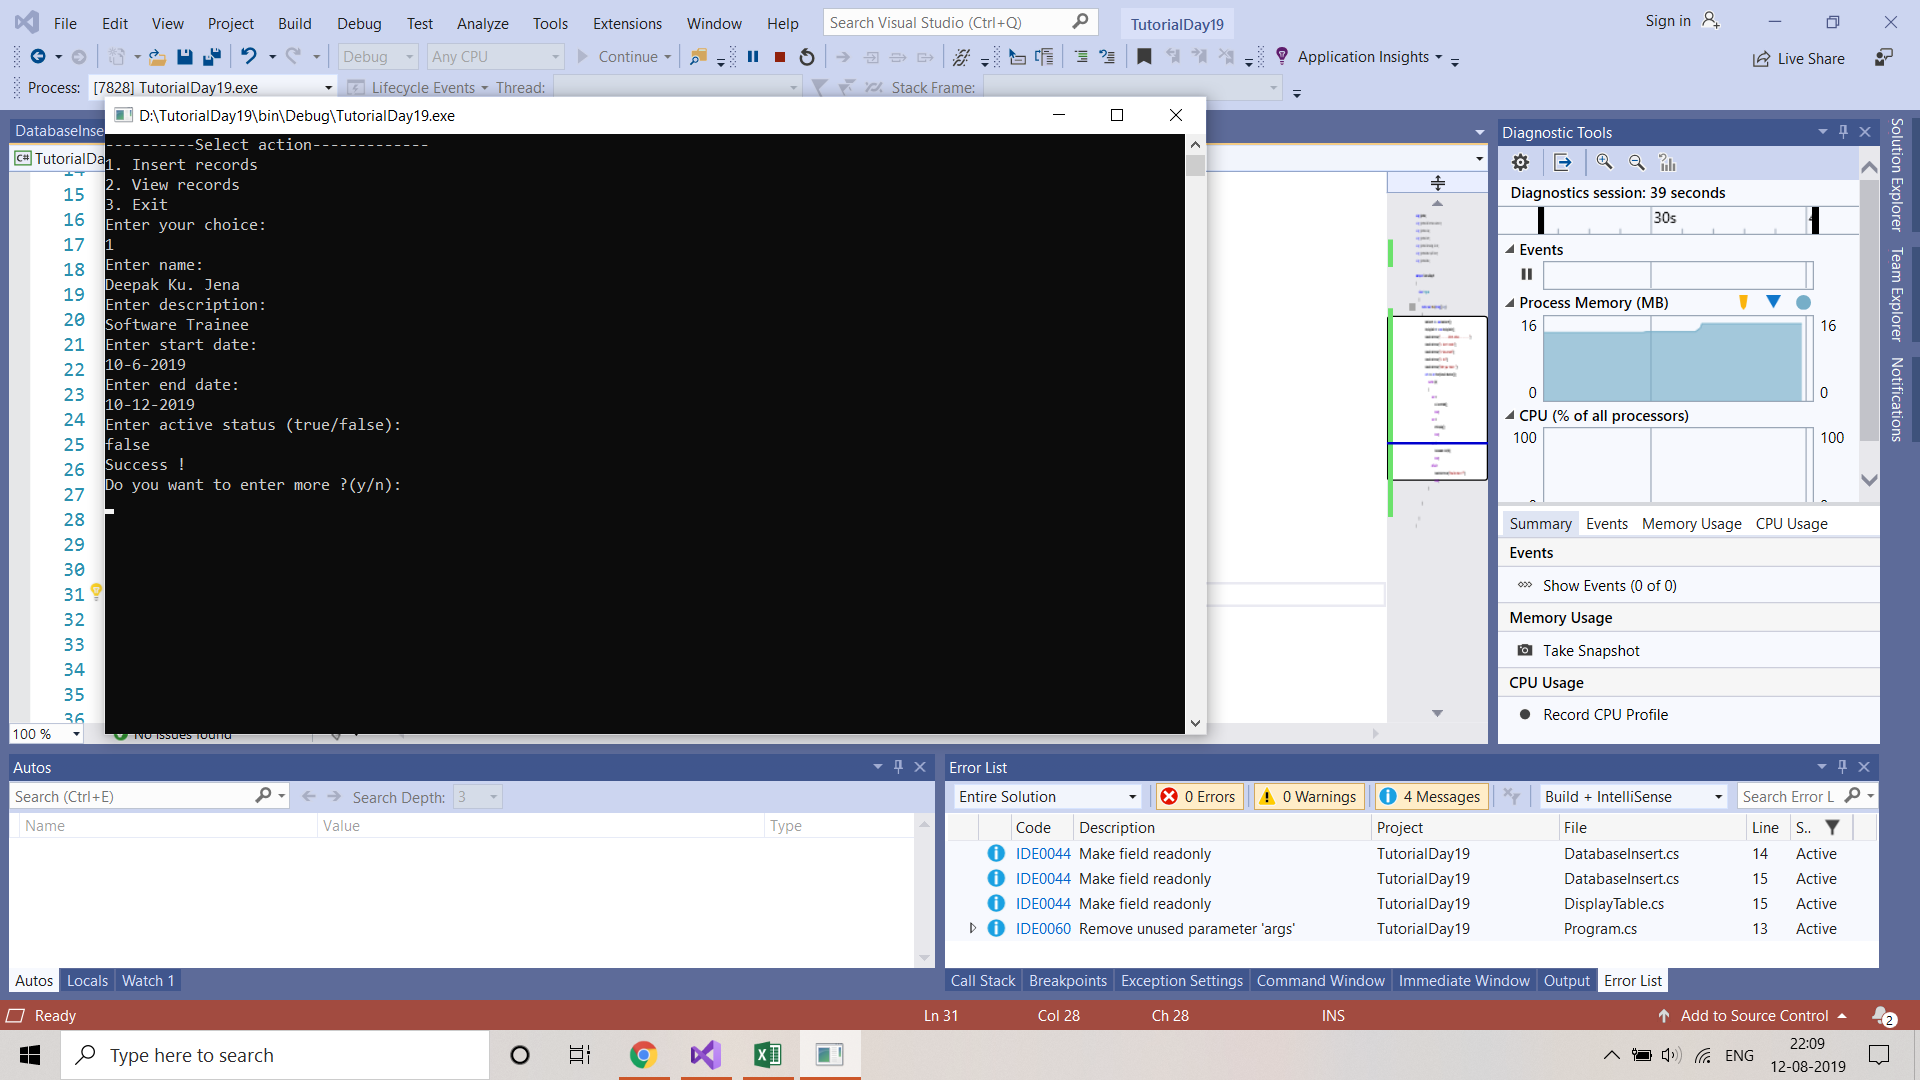 File Edit View Project Build Debug Test Analyze Tools Extensions Window Help Search Visual Studio (Ctrl+Q) TutorialDay19 Sign in
Debug Any CPU Continue Application Insights Live Share
Process: [7828] TutorialDay19.exe Lifecycle Events Thread: Stack Frame:
D:\TutorialDay19\bin\Debug\TutorialDay19.exe
----------Select action-------------
1. Insert records
2. View records
3. Exit
Enter your choice:
1
Enter name:
Deepak Ku. Jena
Enter description:
Software Trainee
Enter start date:
10-6-2019
Enter end date:
10-12-2019
Enter active status (true/false):
false
Success !
Do you want to enter more ?(y/n):
DatabaseInse
C# TutorialDa
14
15
16
17
18
19
20
21
22
23
24
25
26
27
28
29
30
31
32
33
34
35
36
100 % No issues found
Diagnostic Tools
Diagnostics session: 39 seconds
30s
Events
Process Memory (MB)
16 16
0 0
CPU (% of all processors)
100 100
Summary Events Memory Usage CPU Usage
Events
Show Events (0 of 0)
Memory Usage
Take Snapshot
CPU Usage
Record CPU Profile
Solution Explorer
Team Explorer
Notifications
Autos
Search (Ctrl+E) Search Depth: 3
Name Value Type
Autos Locals Watch 1
Error List
Entire Solution 0 Errors 0 Warnings 4 Messages Build + IntelliSense Search Error L
Code Description Project File Line S..
IDE0044 Make field readonly TutorialDay19 DatabaseInsert.cs 14 Active
IDE0044 Make field readonly TutorialDay19 DatabaseInsert.cs 15 Active
IDE0044 Make field readonly TutorialDay19 DisplayTable.cs 15 Active
IDE0060 Remove unused parameter 'args' TutorialDay19 Program.cs 13 Active
Call Stack Breakpoints Exception Settings Command Window Immediate Window Output Error List
Ready Ln 31 Col 28 Ch 28 INS Add to Source Control 2
Type here to search ENG 22:09
12-08-2019